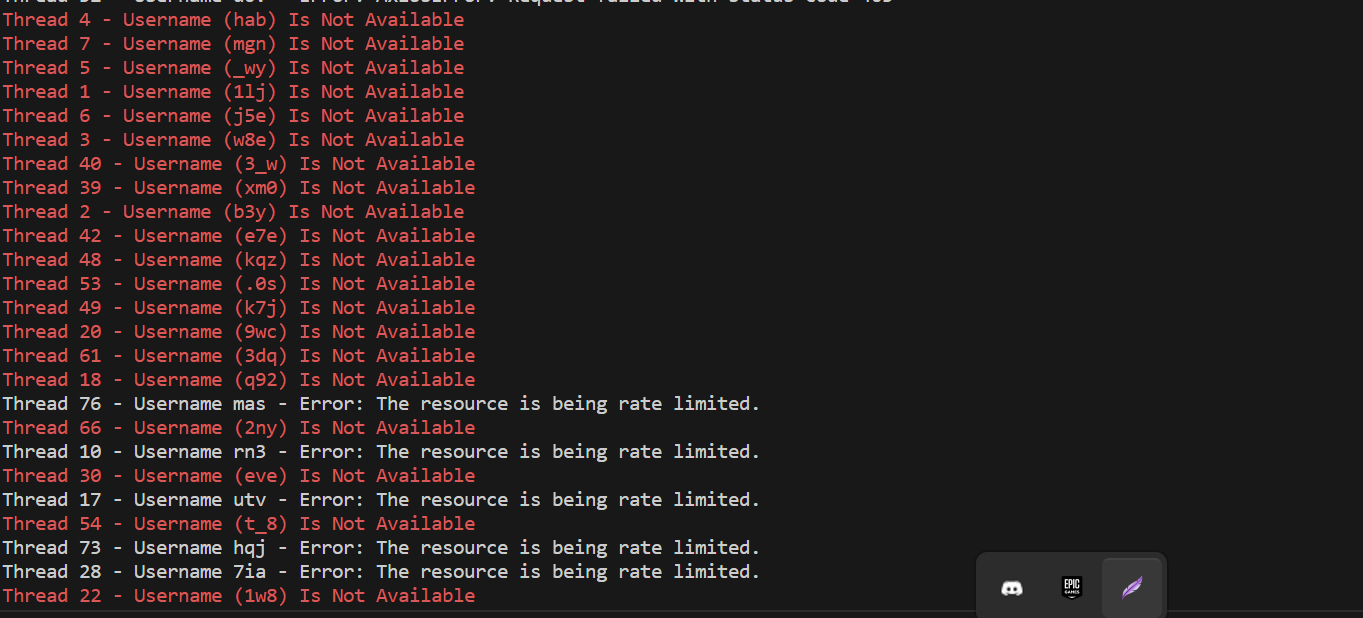 Thread 4 - Username (hab) Is Not Available
Thread 7 - Username (mgn) Is Not Available
Thread 5 - Username (_wy) Is Not Available
Thread 1 - Username (1lj) Is Not Available
Thread 6 - Username (j5e) Is Not Available
Thread 3 - Username (w8e) Is Not Available
Thread 40 - Username (3_w) Is Not Available
Thread 39 - Username (xm0) Is Not Available
Thread 2 - Username (b3y) Is Not Available
Thread 42 - Username (e7e) Is Not Available
Thread 48 - Username (kqz) Is Not Available
Thread 53 - Username (.0s) Is Not Available
Thread 49 - Username (k7j) Is Not Available
Thread 20 - Username (9wc) Is Not Available
Thread 61 - Username (3dq) Is Not Available
Thread 18 - Username (q92) Is Not Available
Thread 76 - Username mas - Error: The resource is being rate limited.
Thread 66 - Username (2ny) Is Not Available
Thread 10 - Username rn3 - Error: The resource is being rate limited.
Thread 30 - Username (eve) Is Not Available
Thread 17 - Username utv - Error: The resource is being rate limited.
Thread 54 - Username (t_8) Is Not Available
Thread 73 - Username hqj - Error: The resource is being rate limited.
Thread 28 - Username 7ia - Error: The resource is being rate limited.
Thread 22 - Username (1w8) Is Not Available
EPIC
GAMES